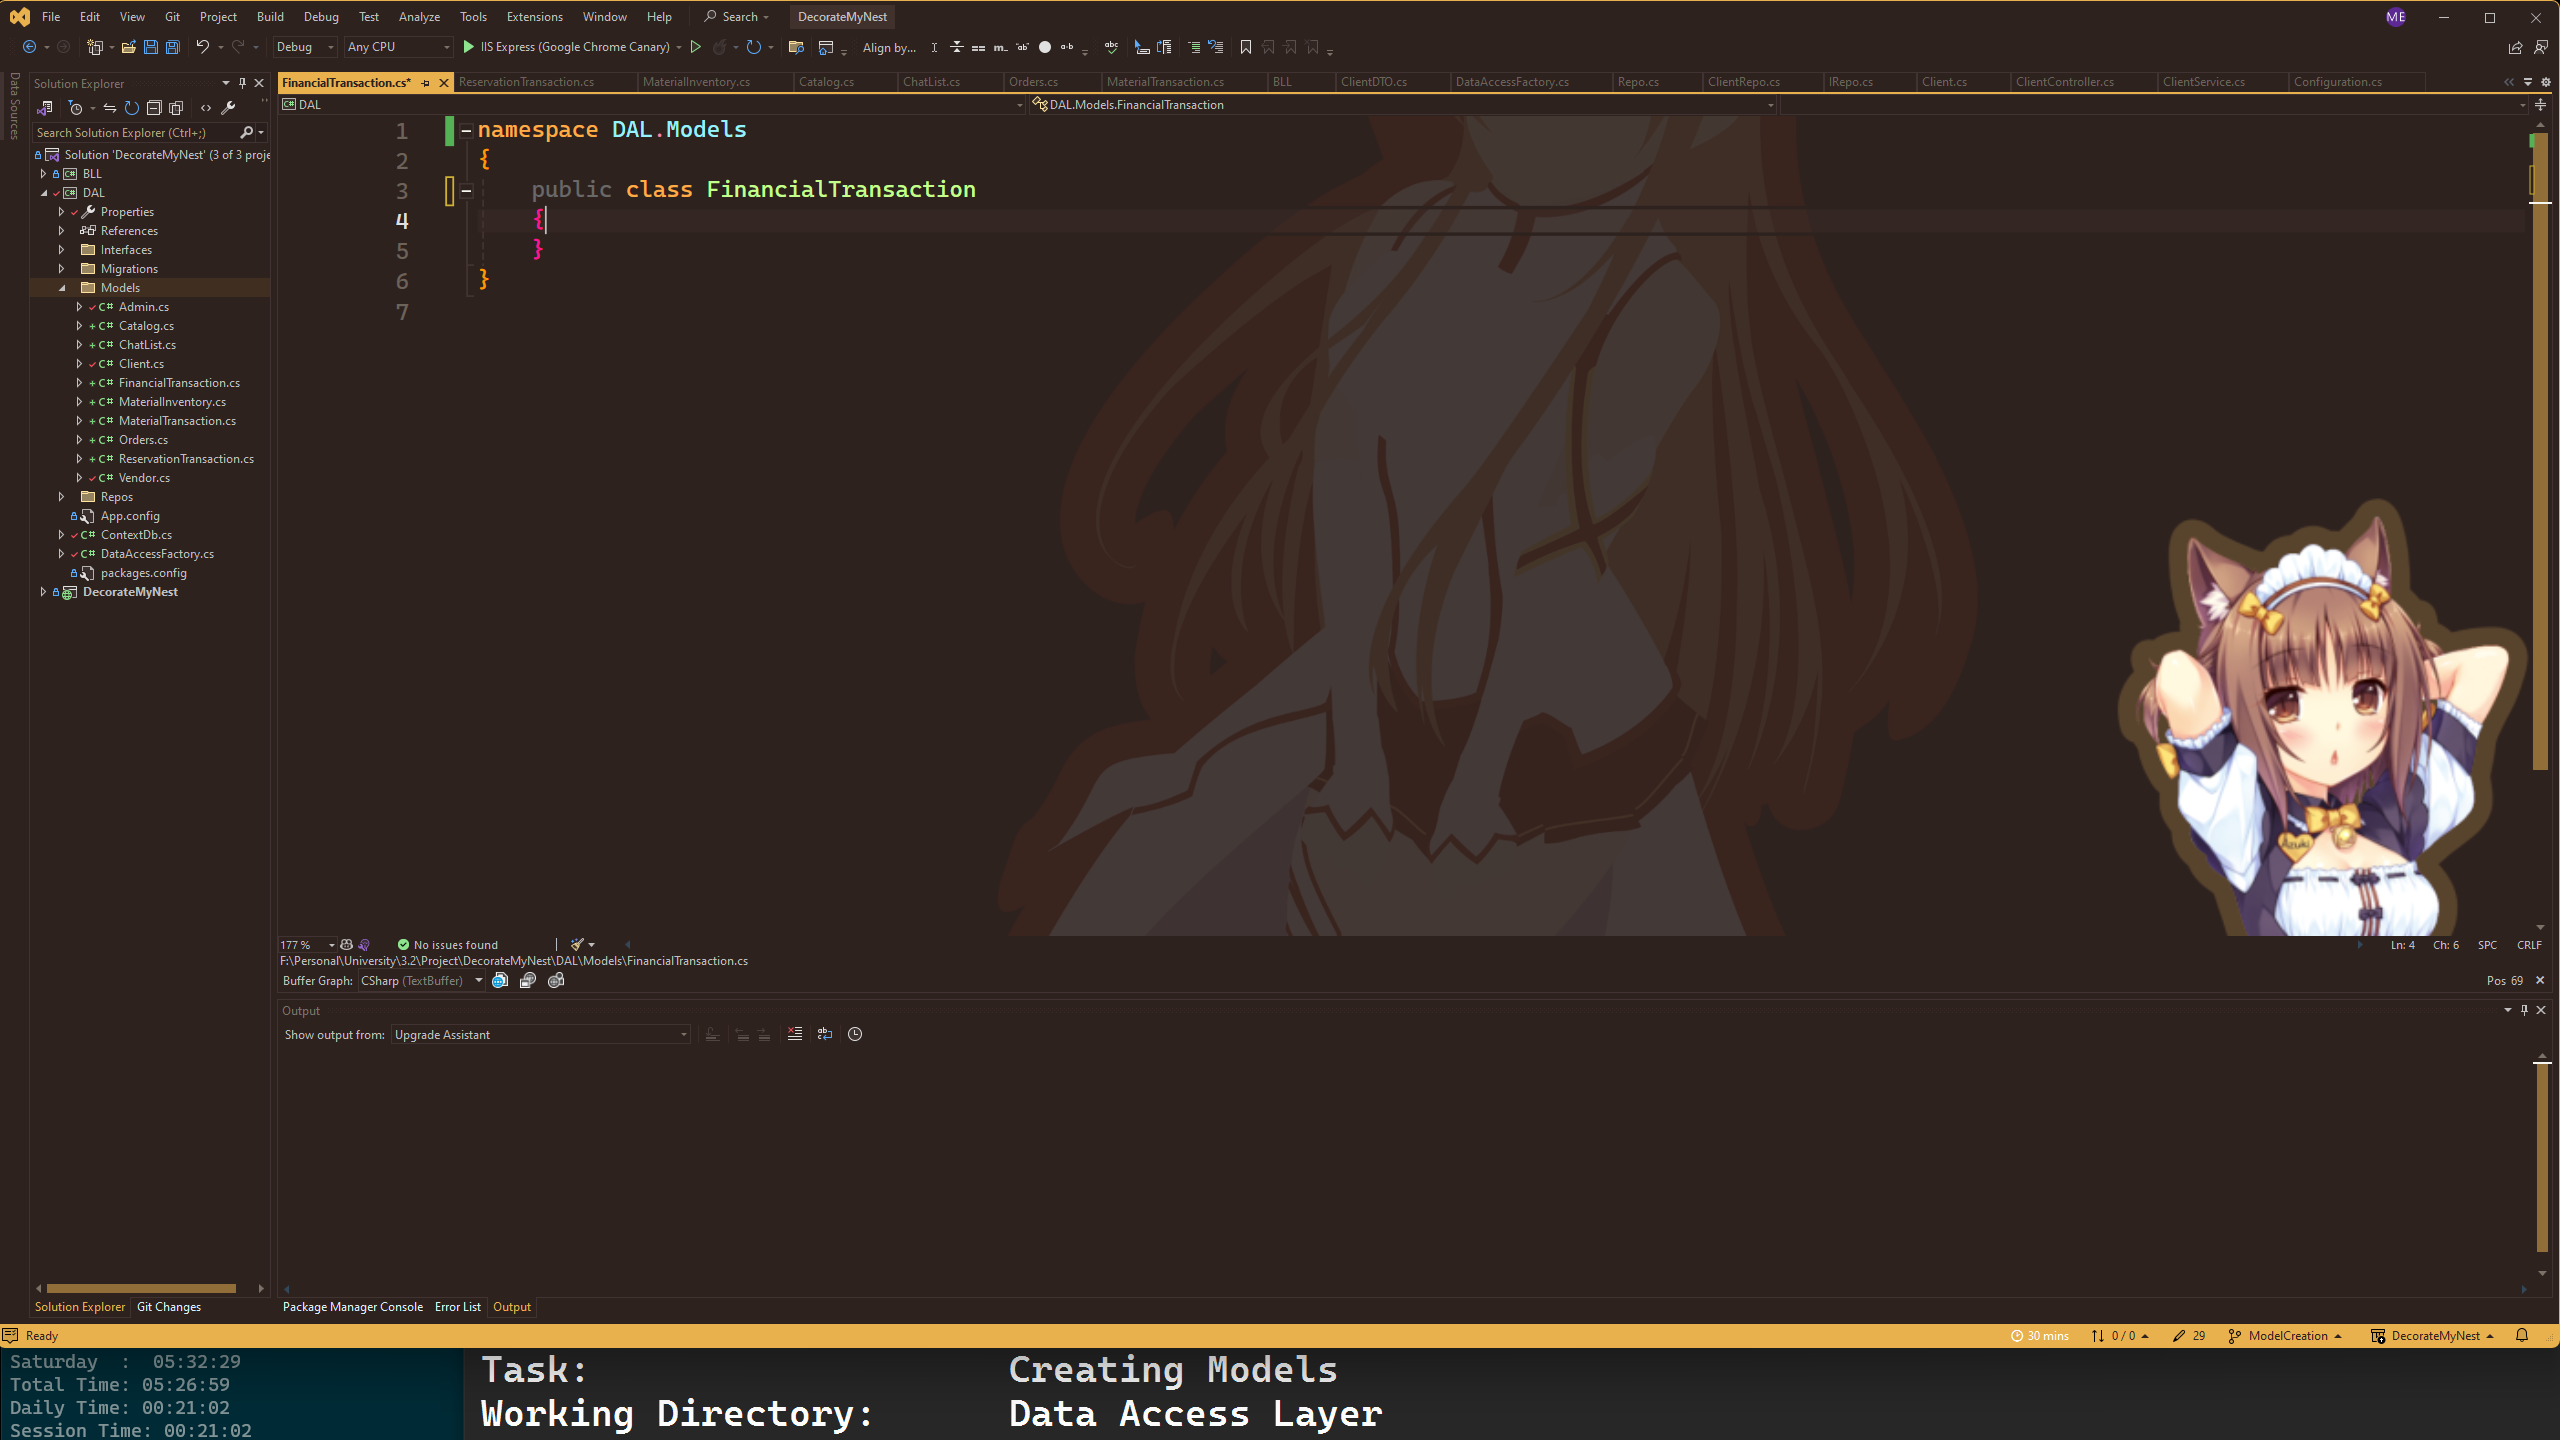 File Edit View Git Project Build Debug Test Analyze Tools Extensions Window Help Search DecorateMyNest ME
Debug Any CPU IIS Express (Google Chrome Canary) Align by...
Data Sources
Solution Explorer
Search Solution Explorer (Ctrl+;)
Solution 'DecorateMyNest' (3 of 3 proje
BLL
DAL
Properties
References
Interfaces
Migrations
Models
Admin.cs
Catalog.cs
ChatList.cs
Client.cs
FinancialTransaction.cs
MaterialInventory.cs
MaterialTransaction.cs
Orders.cs
ReservationTransaction.cs
Vendor.cs
Repos
App.config
ContextDb.cs
DataAccessFactory.cs
packages.config
DecorateMyNest
Solution Explorer Git Changes
FinancialTransaction.cs* ReservationTransaction.cs MaterialInventory.cs Catalog.cs ChatList.cs Orders.cs MaterialTransaction.cs BLL ClientDTO.cs DataAccessFactory.cs Repo.cs ClientRepo.cs IRepo.cs Client.cs ClientController.cs ClientService.cs Configuration.cs
DAL DAL.Models.FinancialTransaction
1 namespace DAL.Models
2 {
3 public class FinancialTransaction
4 {
5 }
6 }
7
Azuki
177 % No issues found Ln: 4 Ch: 6 SPC CRLF
F:\Personal\University\3.2\Project\DecorateMyNest\DAL\Models\FinancialTransaction.cs
Buffer Graph: CSharp (TextBuffer) Pos 69
Output
Show output from: Upgrade Assistant
Package Manager Console Error List Output
Ready 30 mins 0 / 0 29 ModelCreation DecorateMyNest
Saturday : 05:32:29
Total Time: 05:26:59
Daily Time: 00:21:02
Session Time: 00:21:02
Task: Creating Models
Working Directory: Data Access Layer